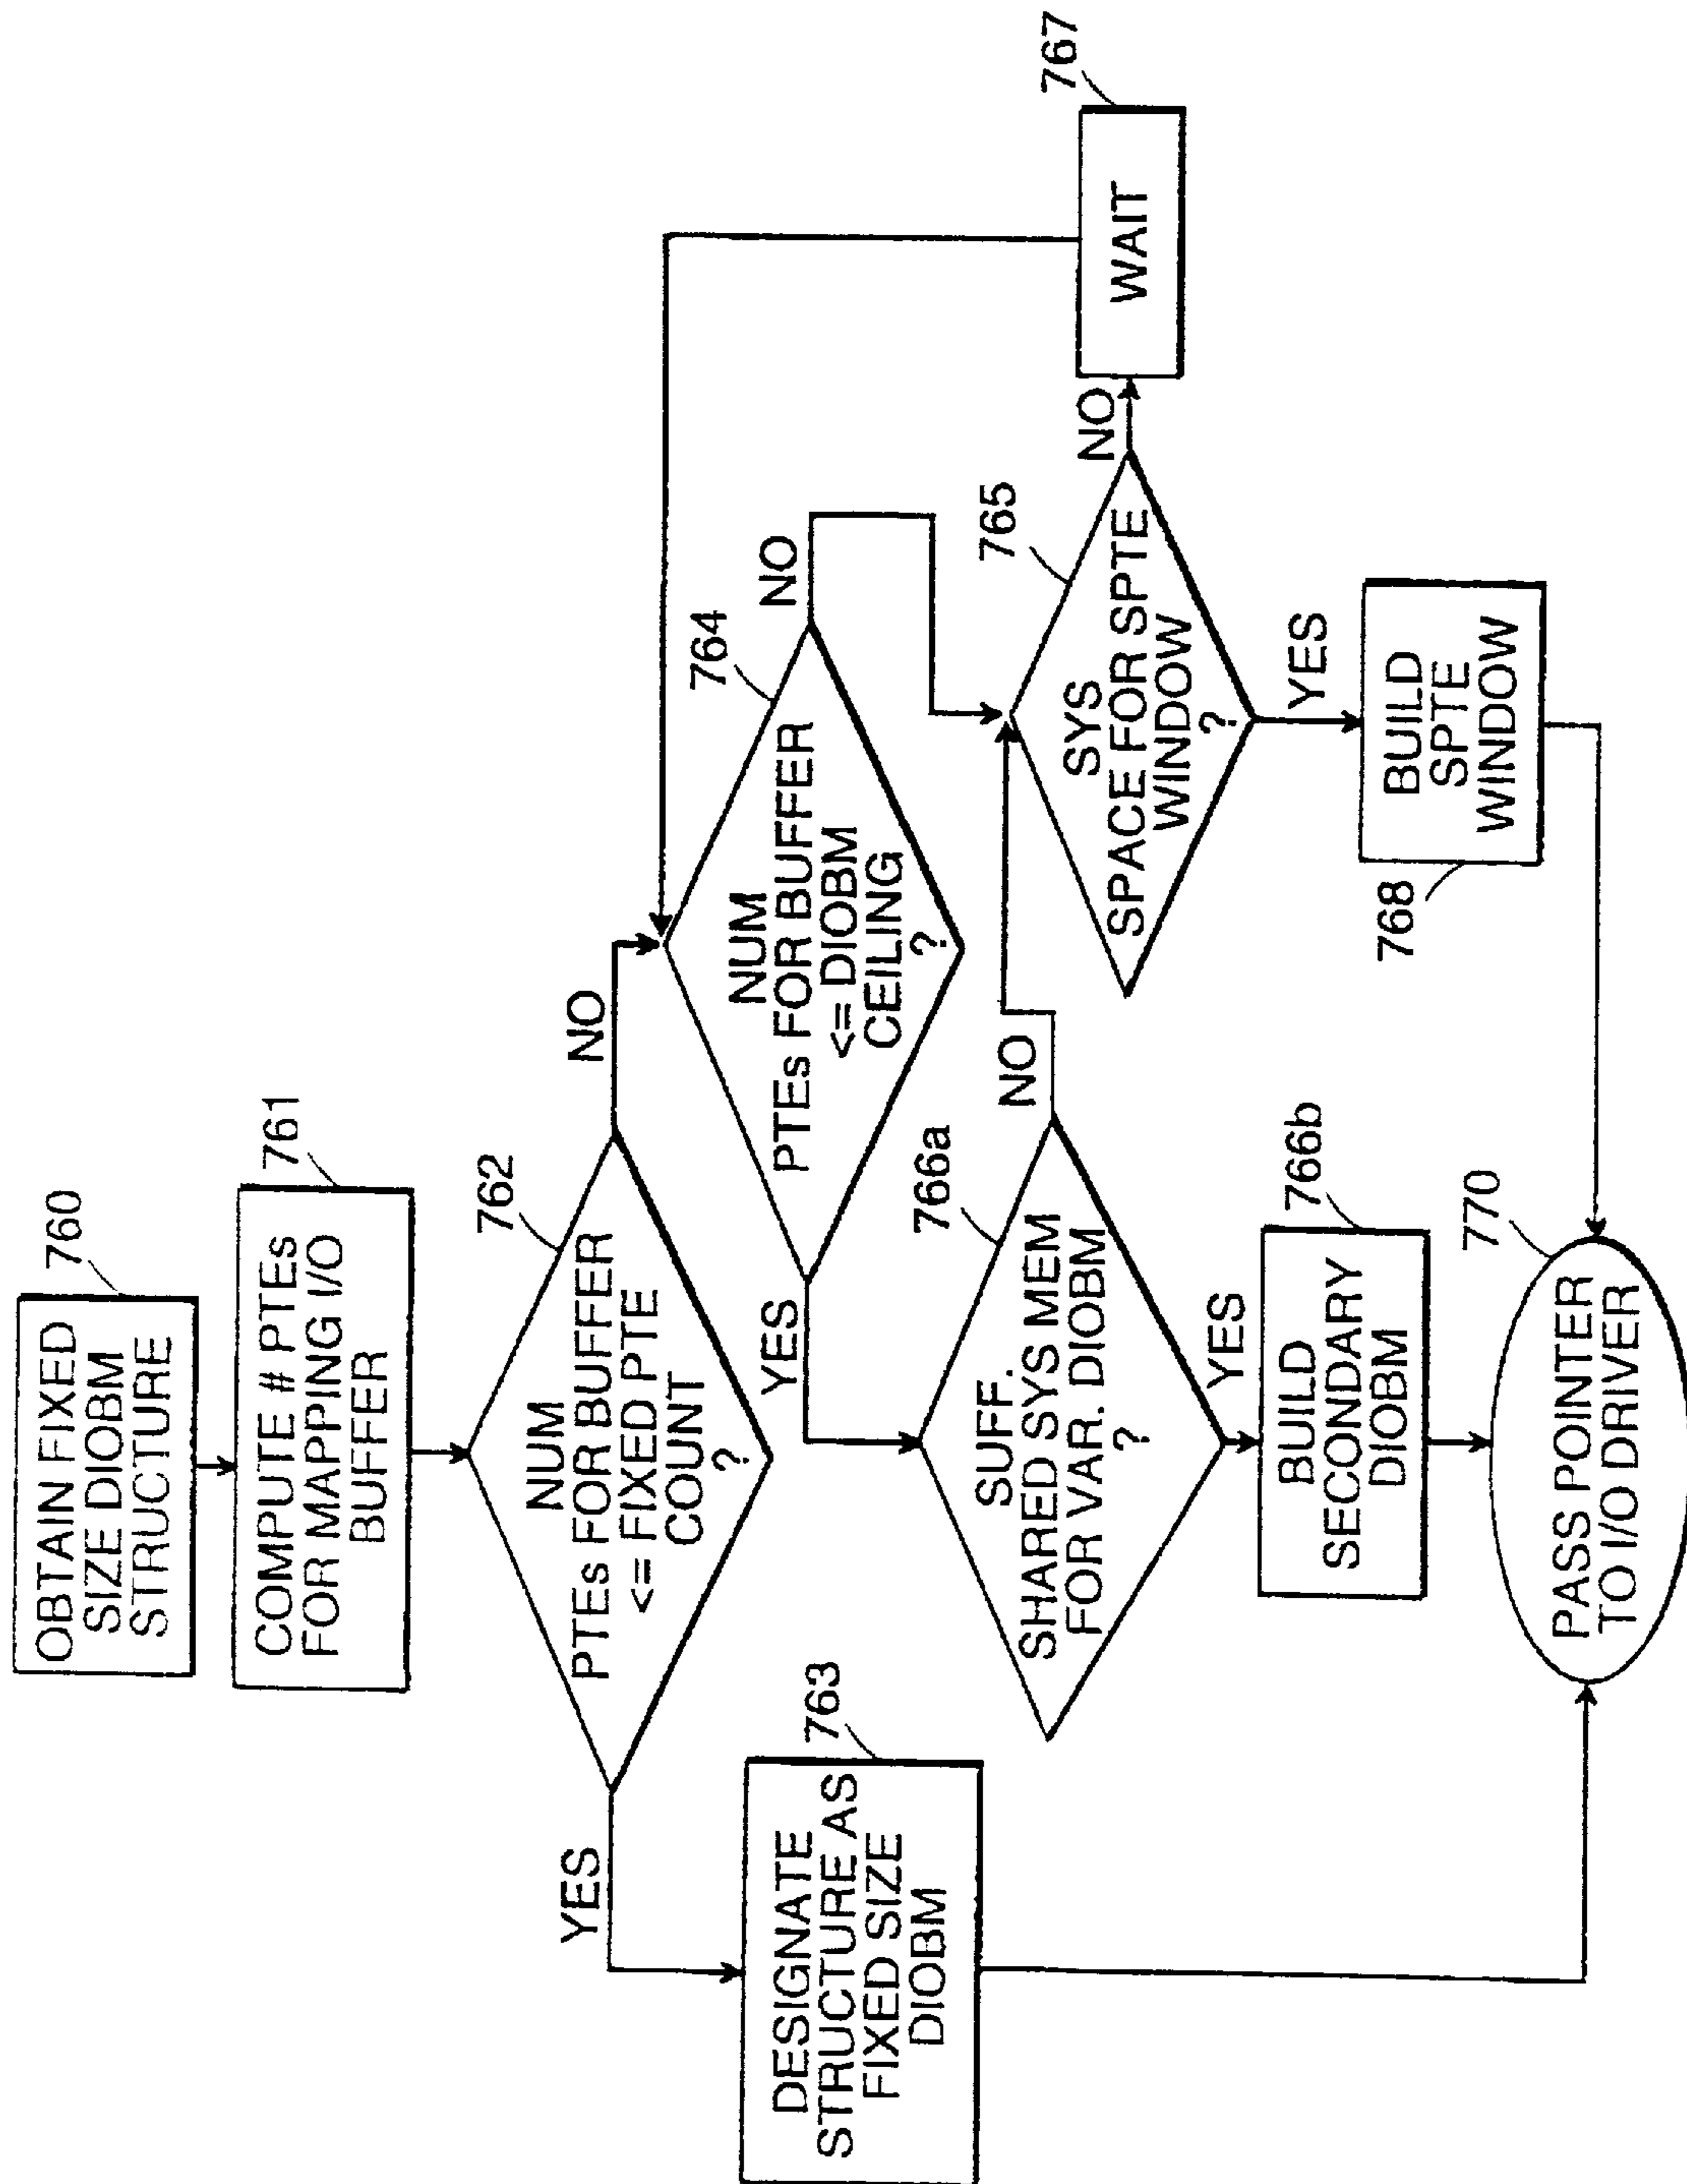 760
OBTAIN FIXED
SIZE DIOBM
STRUCTURE
761
COMPUTE # PTEs
FOR MAPPING I/O
BUFFER
762
NUM
PTEs FOR BUFFER
<= FIXED PTE
COUNT
?
YES
NO
763
DESIGNATE
STRUCTURE AS
FIXED SIZE
DIOBM
764
NUM
PTEs FOR BUFFER
<= DIOBM
CEILING
?
YES
NO
766a
SUFF.
SHARED SYS MEM
FOR VAR. DIOBM
?
NO
YES
765
SYS
SPACE FOR SPTE
WINDOW
?
NO
YES
767
WAIT
766b
BUILD
SECONDARY
DIOBM
768
BUILD
SPTE
WINDOW
770
PASS POINTER
TO I/O DRIVER